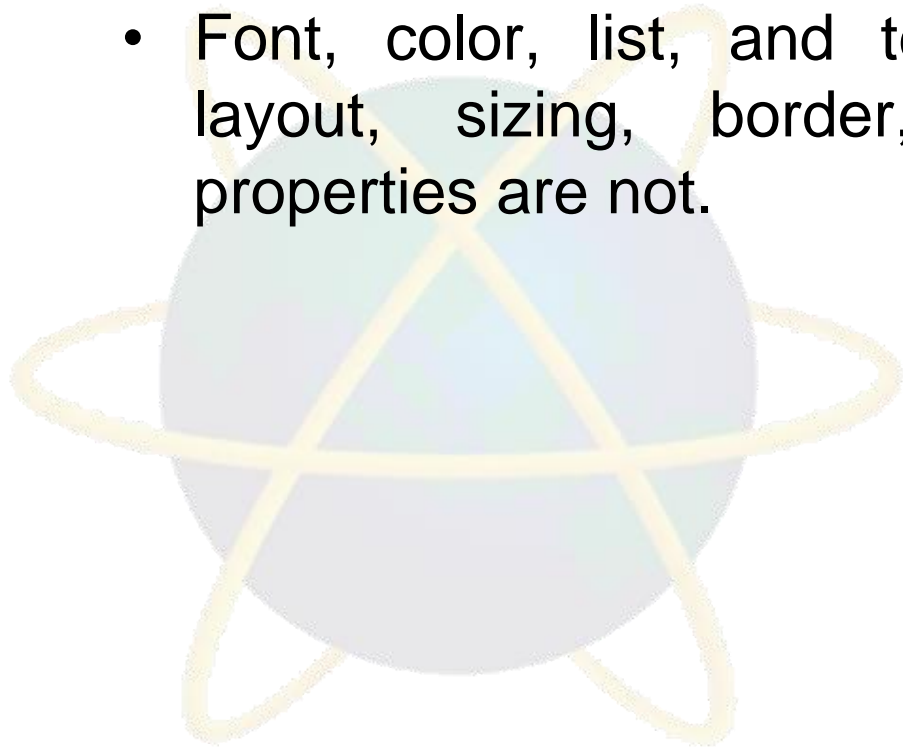 • Font, color, list, and
layout, sizing, border,
properties are not.